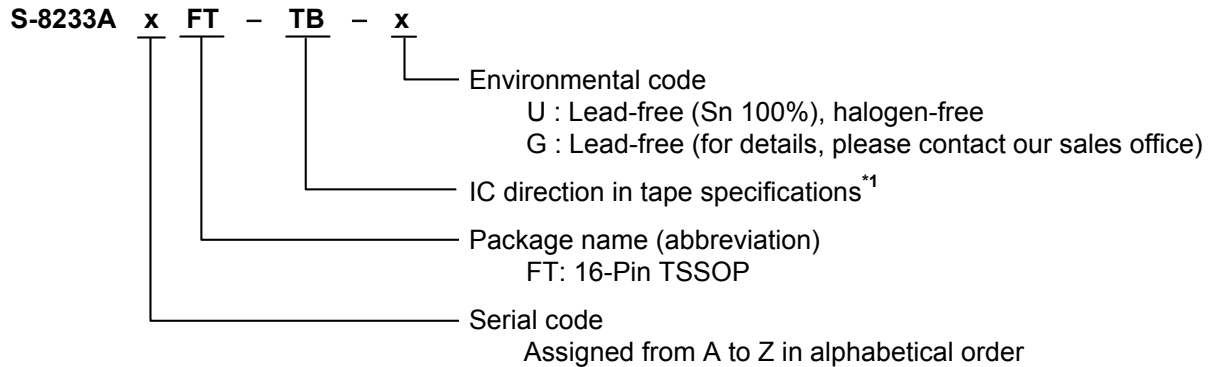 S-8233A x FT – TB – x
Environmental code
U : Lead-free (Sn 100%), halogen-free
G : Lead-free (for details, please contact our sales office)
IC direction in tape specifications*1
Package name (abbreviation)
FT: 16-Pin TSSOP
Serial code
Assigned from A to Z in alphabetical order